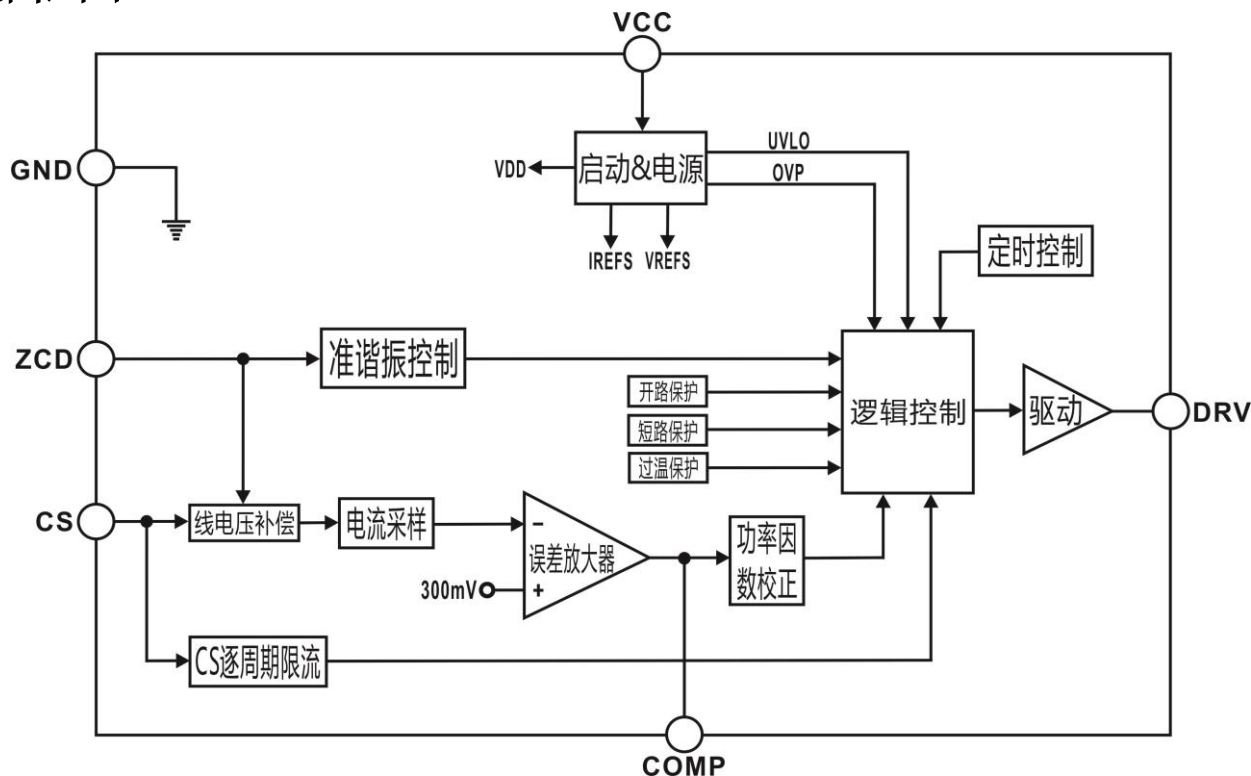 VCC
GND
UVLO
VDD
启动&电源
OVP
IREFS
VREFS
定时控制
ZCD
准谐振控制
开路保护
短路保护
过温保护
逻辑控制
驱动
DRV
CS
线电压补偿
电流采样
−
误差放大器
+
300mV
功率因
数校正
CS逐周期限流
COMP